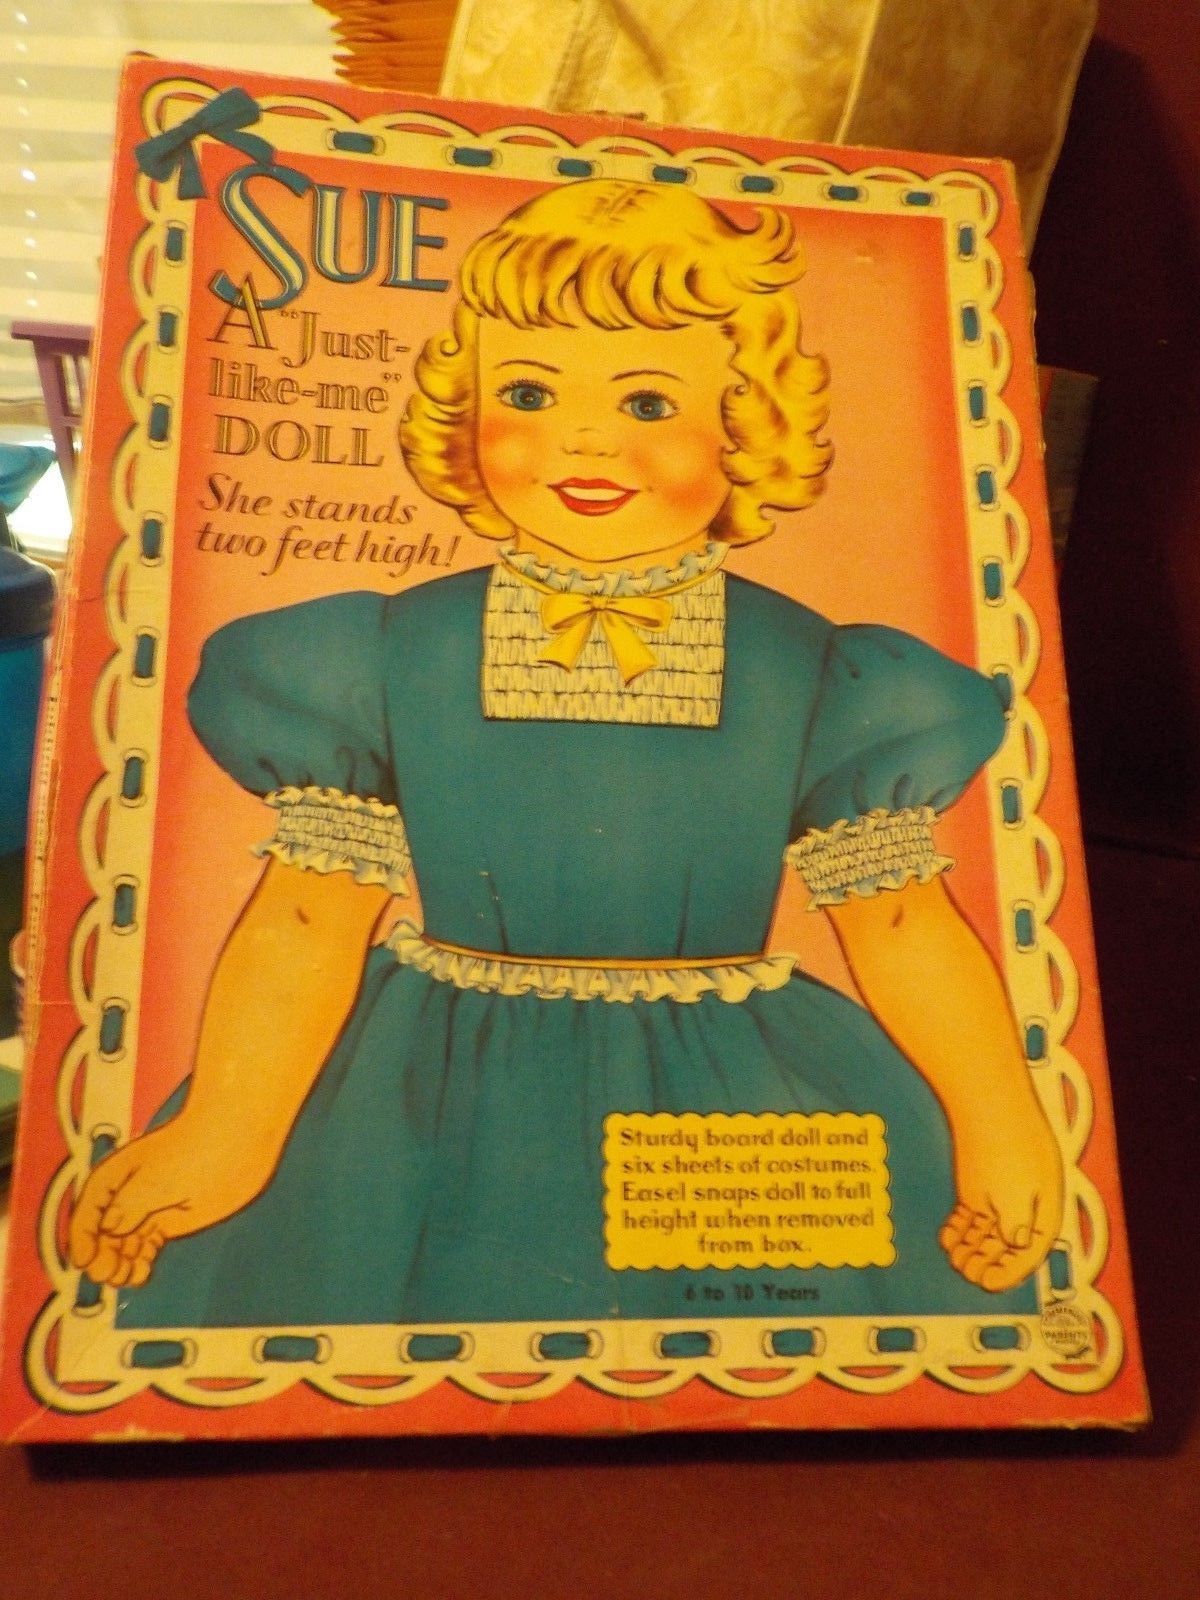 SUE
A "Just-
like-me"
DOLL
She stands
two feet high!
Sturdy board doll and
six sheets of costumes.
Easel snaps doll to full
height when removed
from box.
6 to 10 Years
PARENTS'